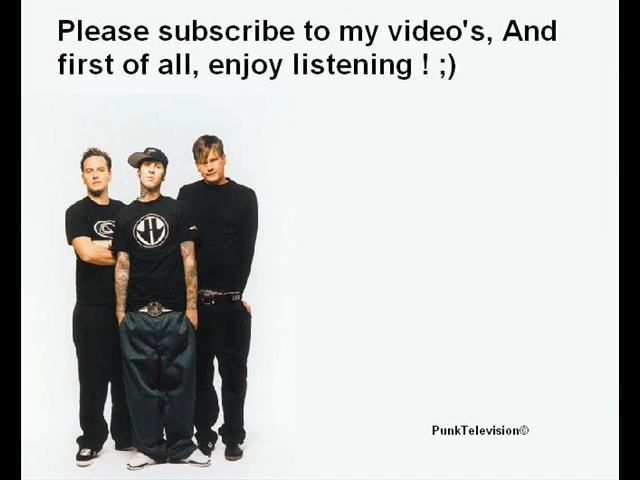 Please subscribe to my video's, And
first of all, enjoy listening ! ;)
PunkTelevision©